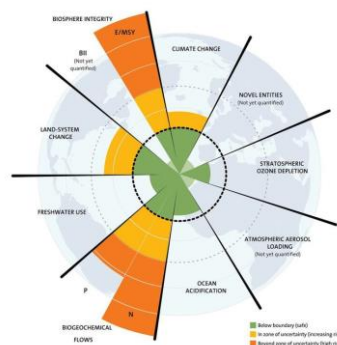 BIOSPHERE INTEGRITY
E/MSY
CLIMATE CHANGE
BII
(Not yet
quantified)
NOVEL ENTITIES
(Not yet quantified)
LAND-SYSTEM
CHANGE
STRATOSPHERIC
OZONE DEPLETION
FRESHWATER USE
ATMOSPHERIC AEROSOL
LOADING
(Not yet quantified)
P
N
OCEAN
ACIDIFICATION
BIOGEOCHEMICAL
FLOWS
Below boundary (safe)
In zone of uncertainty (increasing ri
Beyond zone of uncertainty (high ri